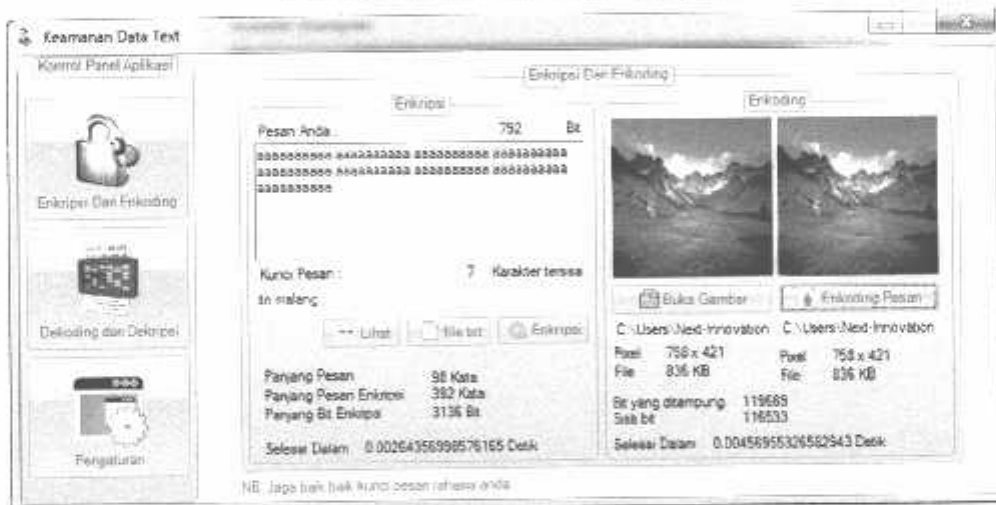 Keamanan Data Text
Kontrol Panel Aplikasi
Enkripsi Dan Enkoding
Dekoding dan Dekripsi
Pengaturan
Enkripsi Dan Enkoding
Enkripsi
Pesan Anda : 792 Bit
aaaaaaaaaa aaaaaaaaaa aaaaaaaaaa aaaaaaaaaa
aaaaaaaaaa aaaaaaaaaa aaaaaaaaaa aaaaaaaaaa
aaaaaaaaaa
Kunci Pesan : 7 Karakter tersisa
itn malang
Lihat file txt Enkripsi
Panjang Pesan 98 Kata
Panjang Pesan Enkripsi 392 Kata
Panjang Bit Enkripsi 3136 Bit
Selesai Dalam 0.00264356998576165 Detik
Enkoding
Buka Gambar Enkoding Pesan
C:\Users\Next-Innovation C:\Users\Next-Innovation
Pixel 758 x 421 Pixel 758 x 421
File 836 KB File 836 KB
Bit yang ditampung 119669
Sisa bit 116533
Selesai Dalam 0.00456955326582943 Detik
NB. Jaga baik baik kunci pesan rahasia anda